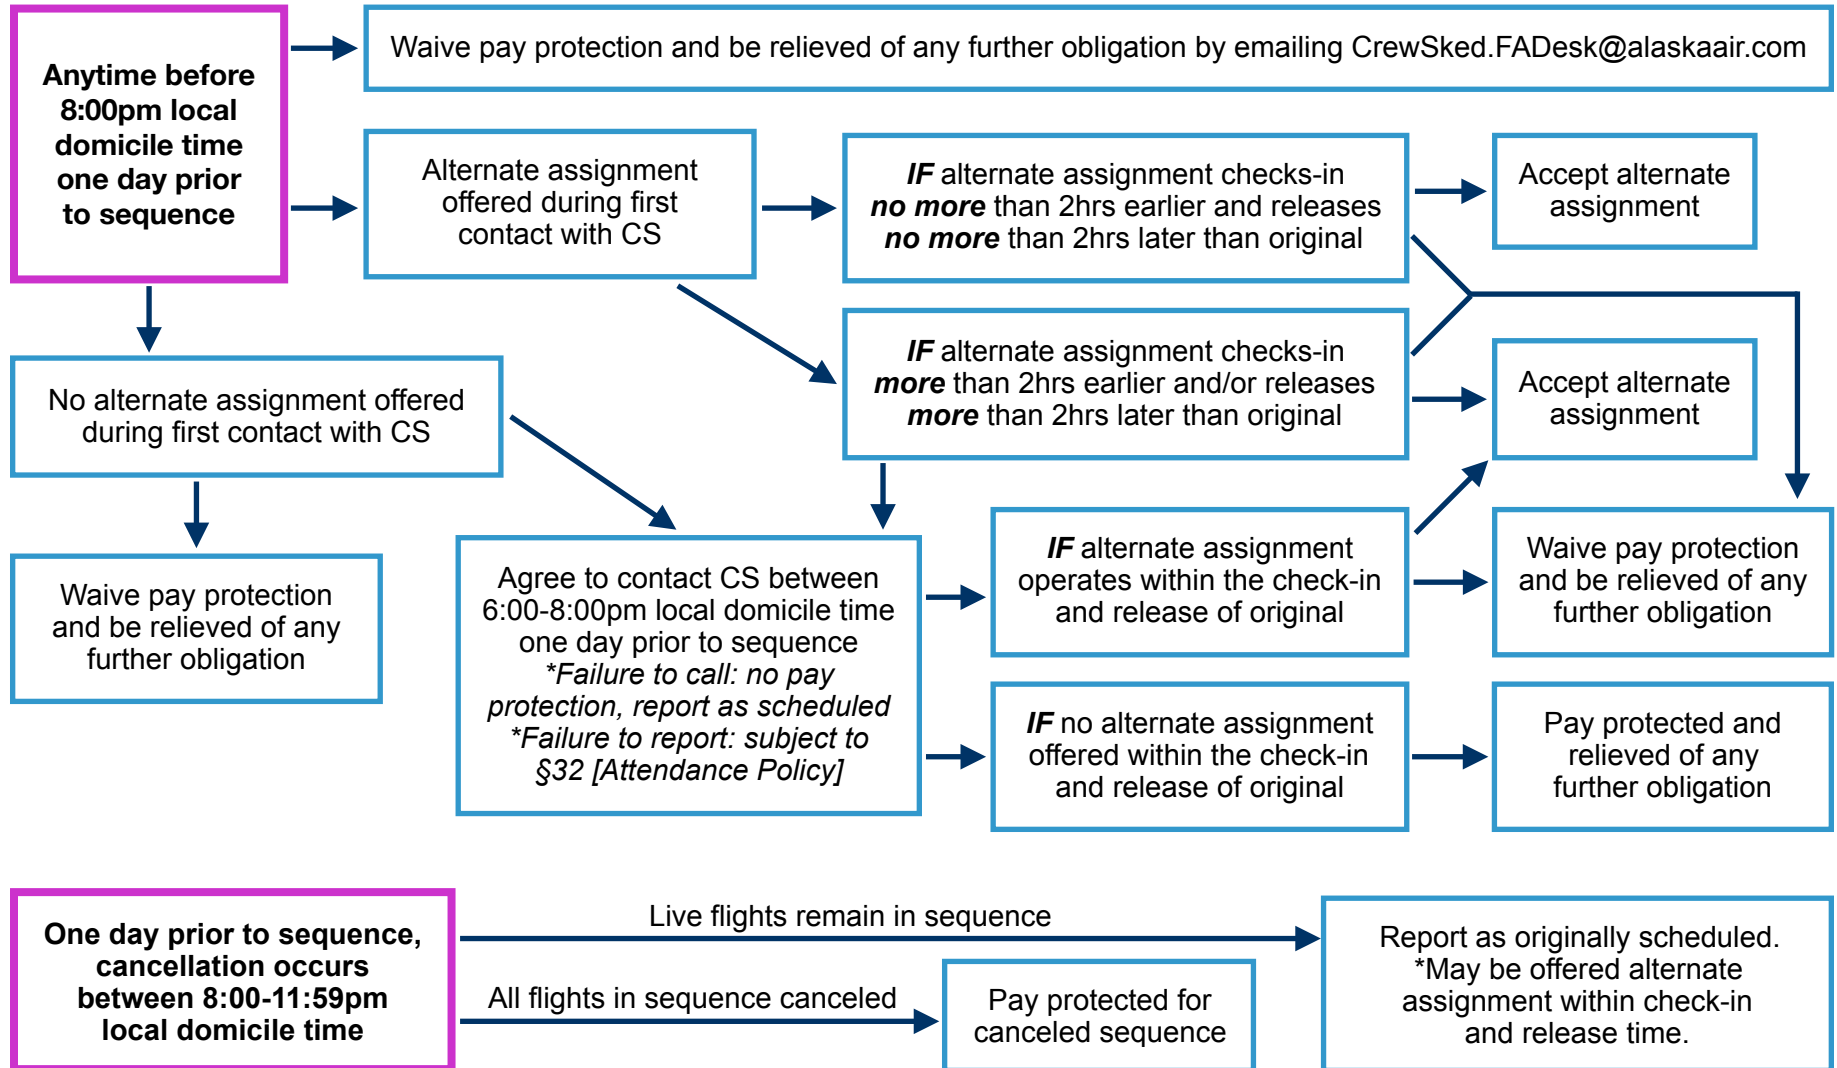 Anytime before
8:00pm local
domicile time
one day prior
to sequence
Waive pay protection and be relieved of any further obligation by emailing CrewSked.FADesk@alaskaair.com
Alternate assignment
offered during first
contact with CS
IF alternate assignment checks-in
no more than 2hrs earlier and releases
no more than 2hrs later than original
Accept alternate
assignment
IF alternate assignment checks-in
more than 2hrs earlier and/or releases
more than 2hrs later than original
Accept alternate
assignment
No alternate assignment offered
during first contact with CS
Waive pay protection
and be relieved of any
further obligation
Agree to contact CS between
6:00-8:00pm local domicile time
one day prior to sequence
*Failure to call: no pay
protection, report as scheduled
*Failure to report: subject to
§32 [Attendance Policy]
IF alternate assignment
operates within the check-in
and release of original
Waive pay protection
and be relieved of any
further obligation
IF no alternate assignment
offered within the check-in
and release of original
Pay protected and
relieved of any
further obligation
One day prior to sequence,
cancellation occurs
between 8:00-11:59pm
local domicile time
Live flights remain in sequence
Report as originally scheduled.
*May be offered alternate
assignment within check-in
and release time.
All flights in sequence canceled
Pay protected for
canceled sequence